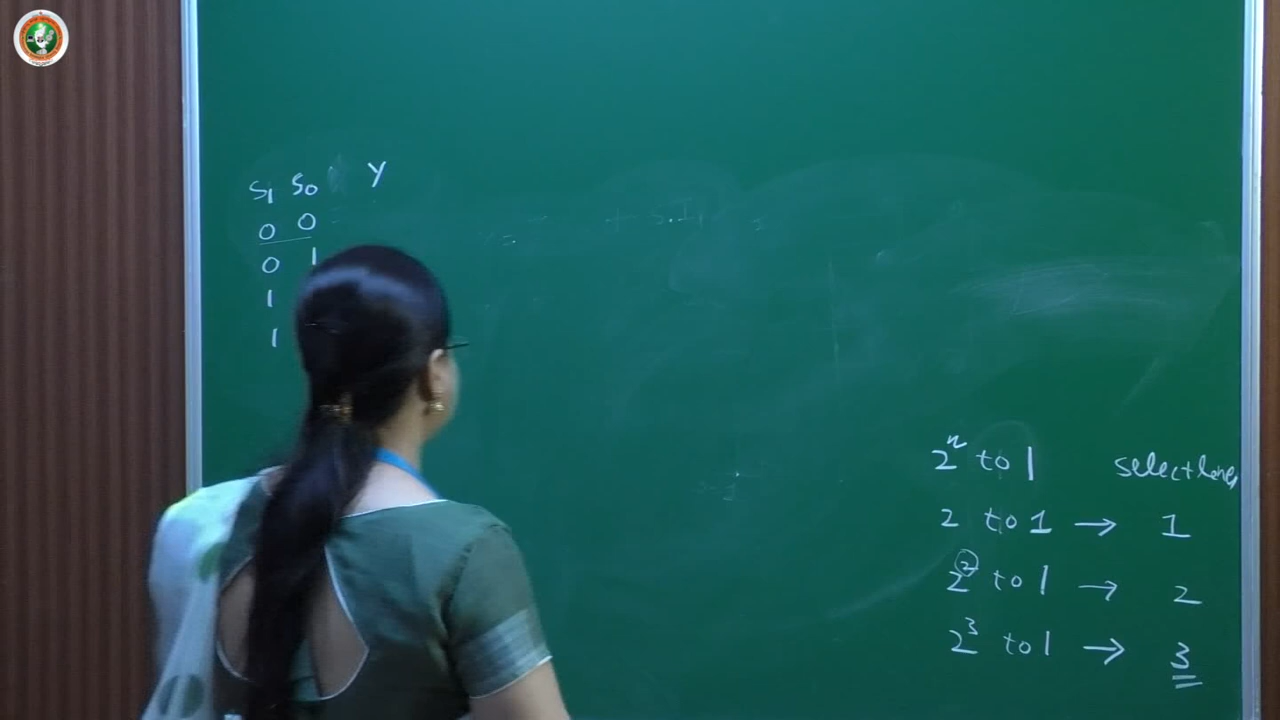 S1 S0 Y
0 0
0 1
1
1
2^n to 1 select lines
2 to 1 → 1
2^2 to 1 → 2
2^3 to 1 → 3